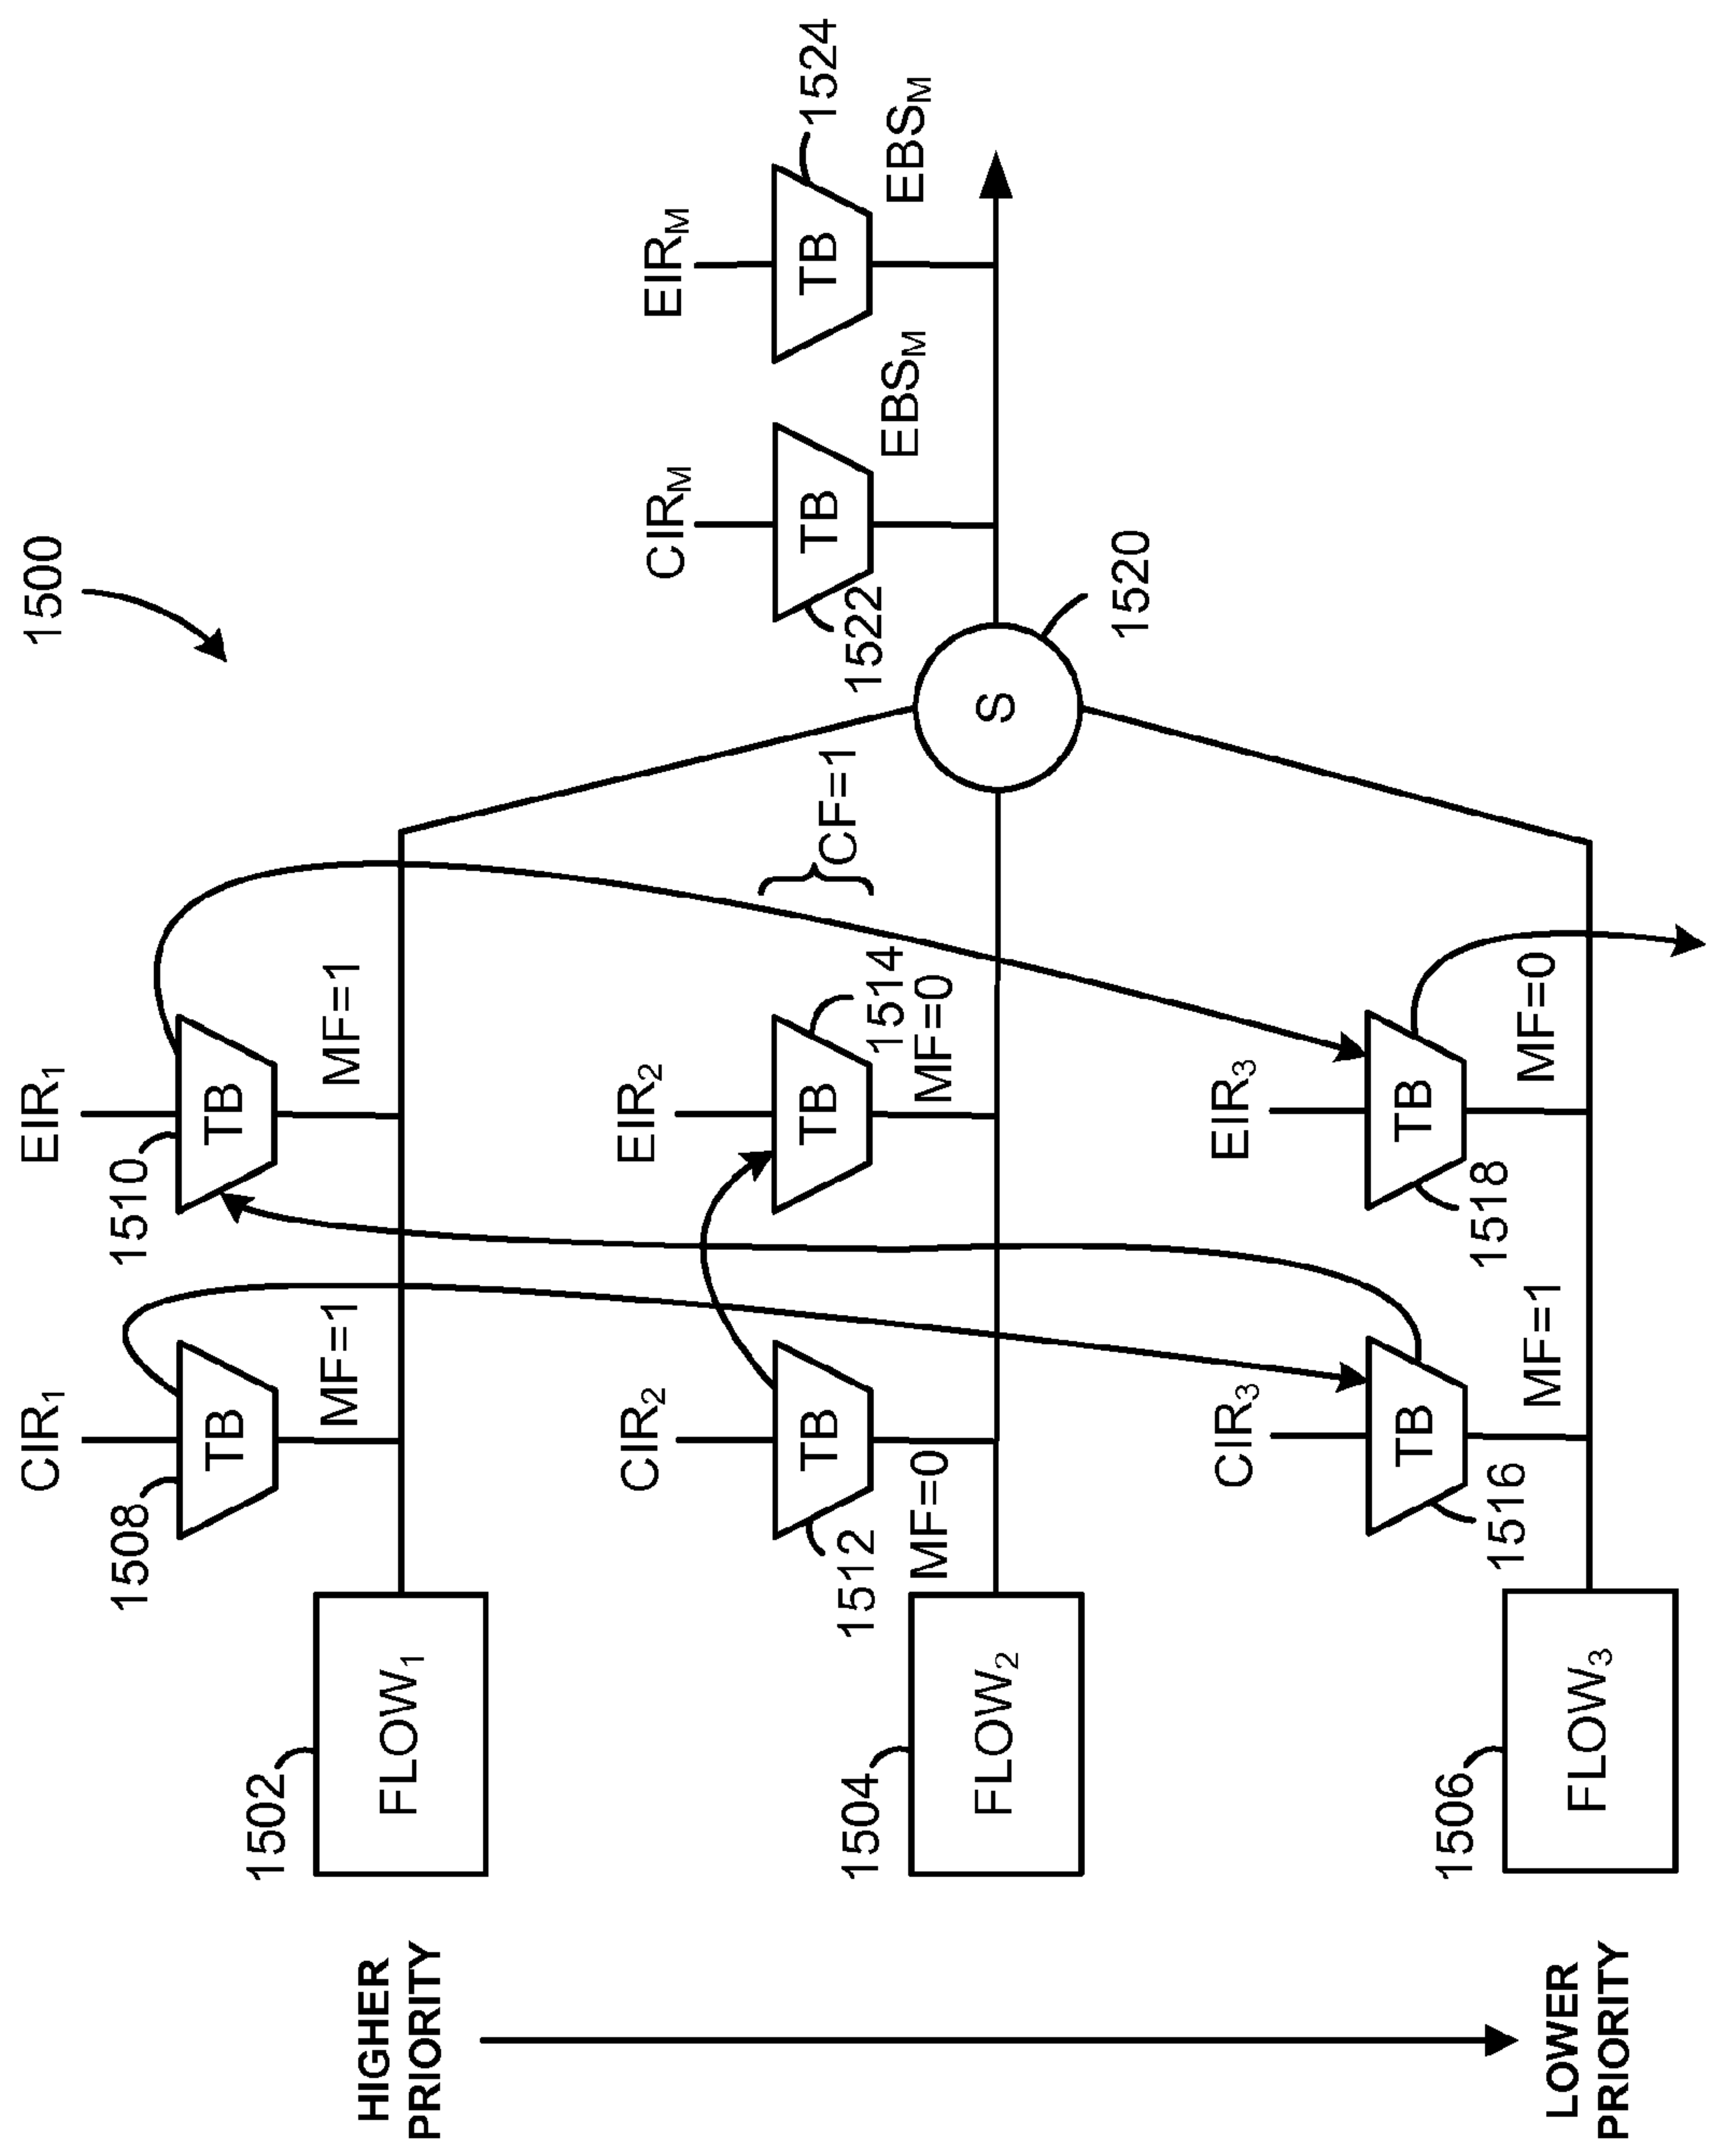 1500
HIGHER
PRIORITY
LOWER
PRIORITY
1502
FLOW1
1508
CIR1
TB
MF=1
1510
EIR1
TB
MF=1
1504
FLOW2
1512
CIR2
TB
MF=0
EIR2
TB
1514
MF=0
CF=1
1506
FLOW3
CIR3
TB
1516
MF=1
EIR3
TB
1518
MF=0
S
1520
CIRM
TB
1522
EBSM
EIRM
TB
1524
EBSM